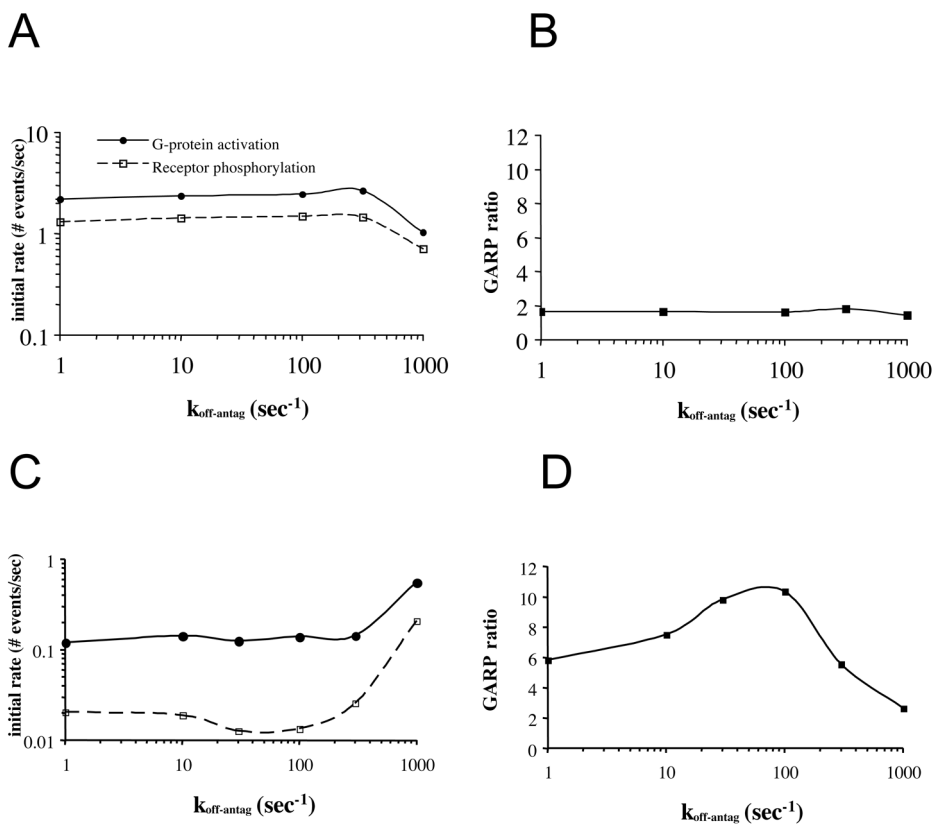 A
B
initial rate (# events/sec)
10
1
0.1
G-protein activation
Receptor phosphorylation
1 10 100 1000
koff-antag (sec-1)
GARP ratio
12
10
8
6
4
2
0
1 10 100 1000
koff-antag (sec-1)
C
D
initial rate (# events/sec)
1
0.1
0.01
1 10 100 1000
koff-antag (sec-1)
GARP ratio
12
10
8
6
4
2
0
1 10 100 1000
koff-antag (sec-1)